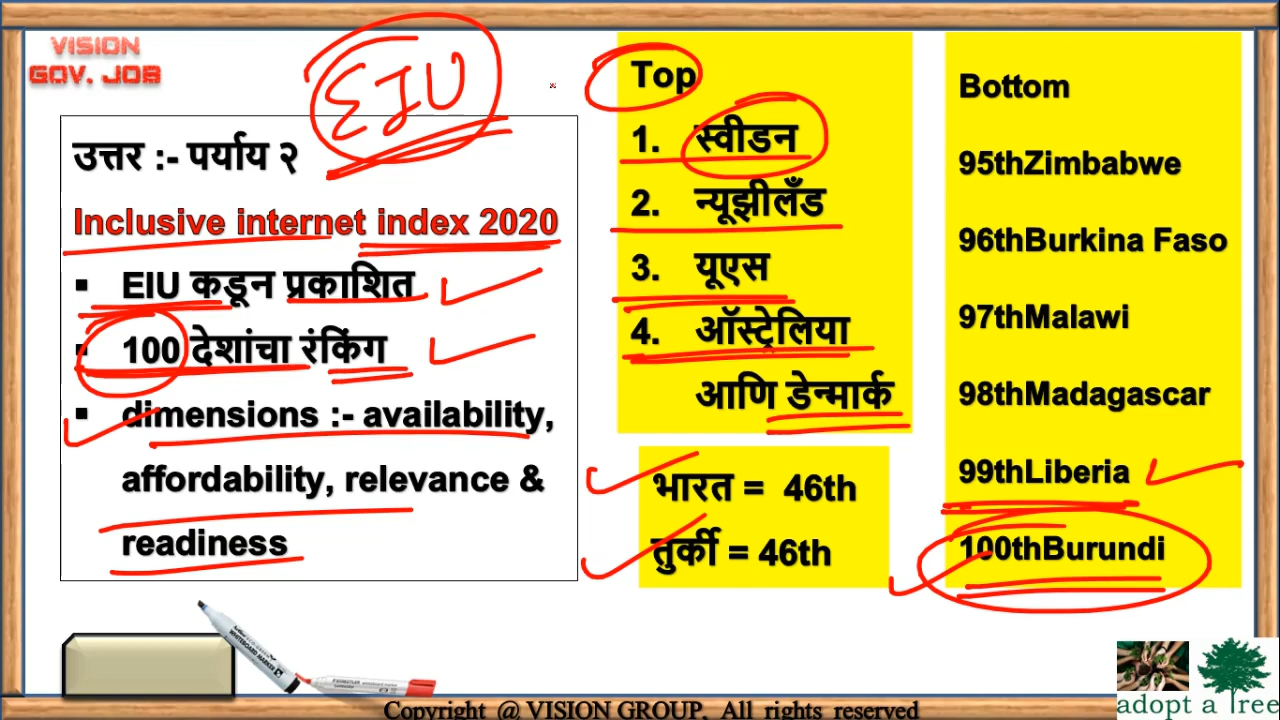 VISION
GOV. JOB
EIU
उत्तर :- पर्याय २
Inclusive internet index 2020
▪ EIU कडून प्रकाशित
▪ 100 देशांचा रंकिंग
▪ dimensions :- availability,
affordability, relevance &
readiness
Top
1. स्वीडन
2. न्यूझीलँड
3. यूएस
4. ऑस्ट्रेलिया
आणि डेन्मार्क
भारत = 46th
तुर्की = 46th
Bottom
95thZimbabwe
96thBurkina Faso
97thMalawi
98thMadagascar
99thLiberia
100thBurundi
adopt a Tree
Copyright @ VISION GROUP, All rights reserved